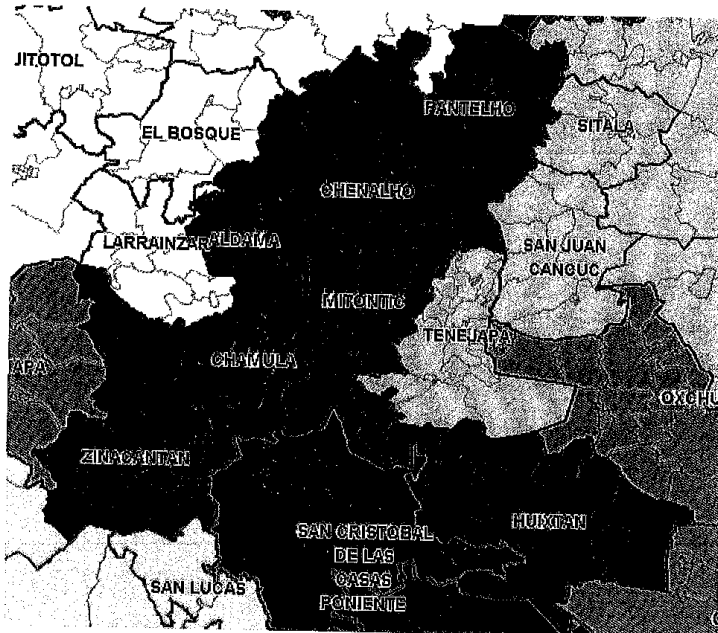 JITOTOL
PANTELHO
EL BOSQUE
SITALA
CHENALHO
LARRAINZAR
ALDAMA
SAN JUAN
CANCUC
MITONTIC
TENEJAPA
CHAMULA
APA
OXCHU
ZINACANTAN
HUIXTAN
SAN CRISTOBAL
DE LAS
CASAS
PONIENTE
SAN LUCAS